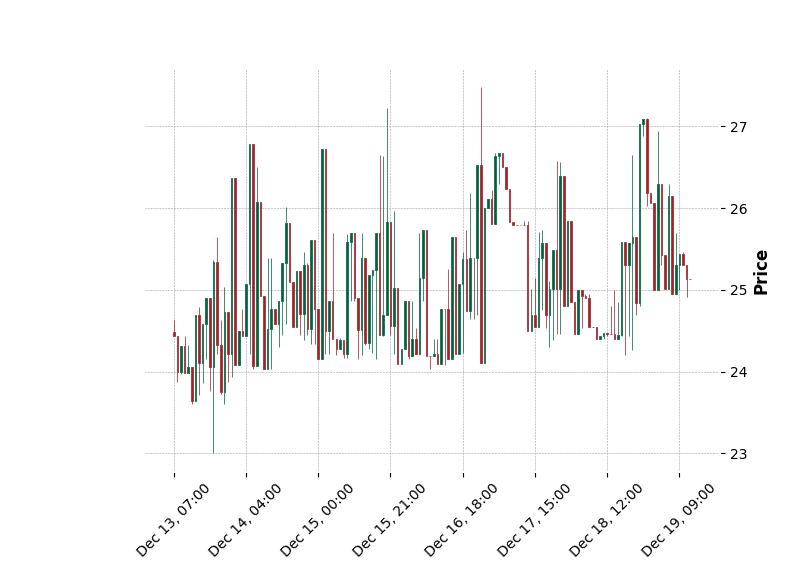 27
26
25
24
23
Price
Dec 13, 07:00
Dec 14, 04:00
Dec 15, 00:00
Dec 15, 21:00
Dec 16, 18:00
Dec 17, 15:00
Dec 18, 12:00
Dec 19, 09:00